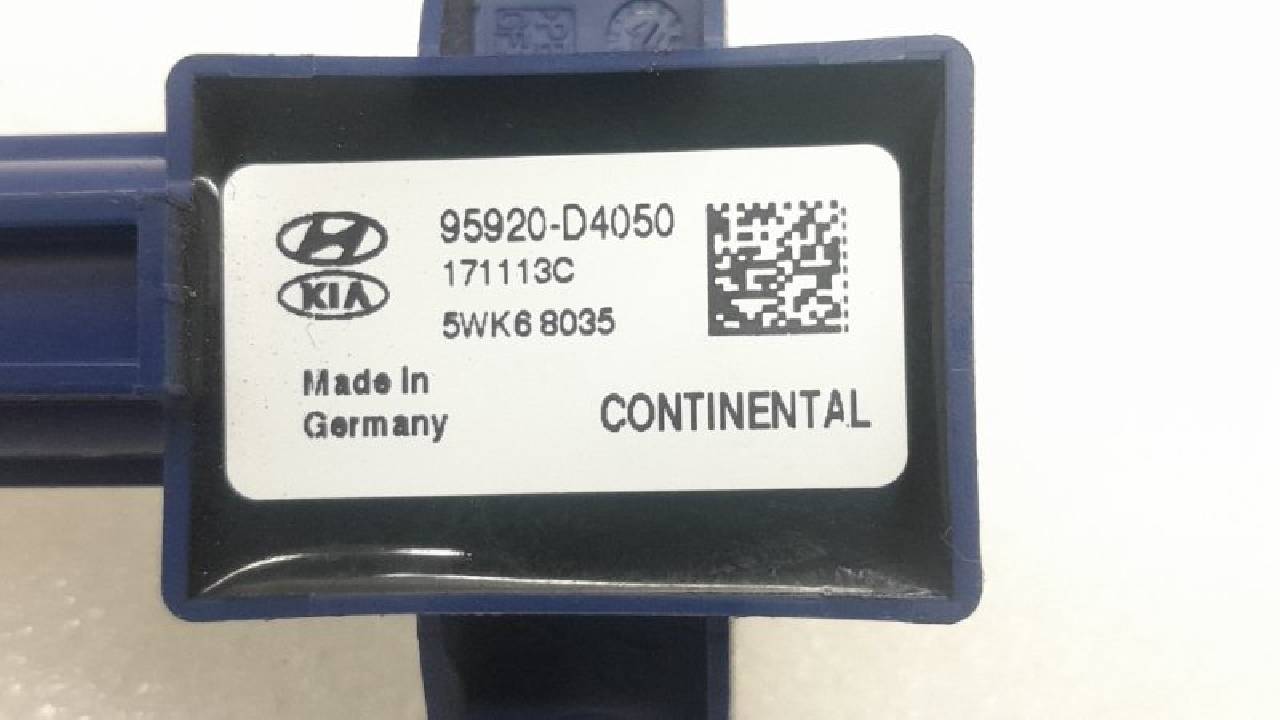 95920-D4050
171113C
KIA
5WK6 8035
Made in
Germany
CONTINENTAL